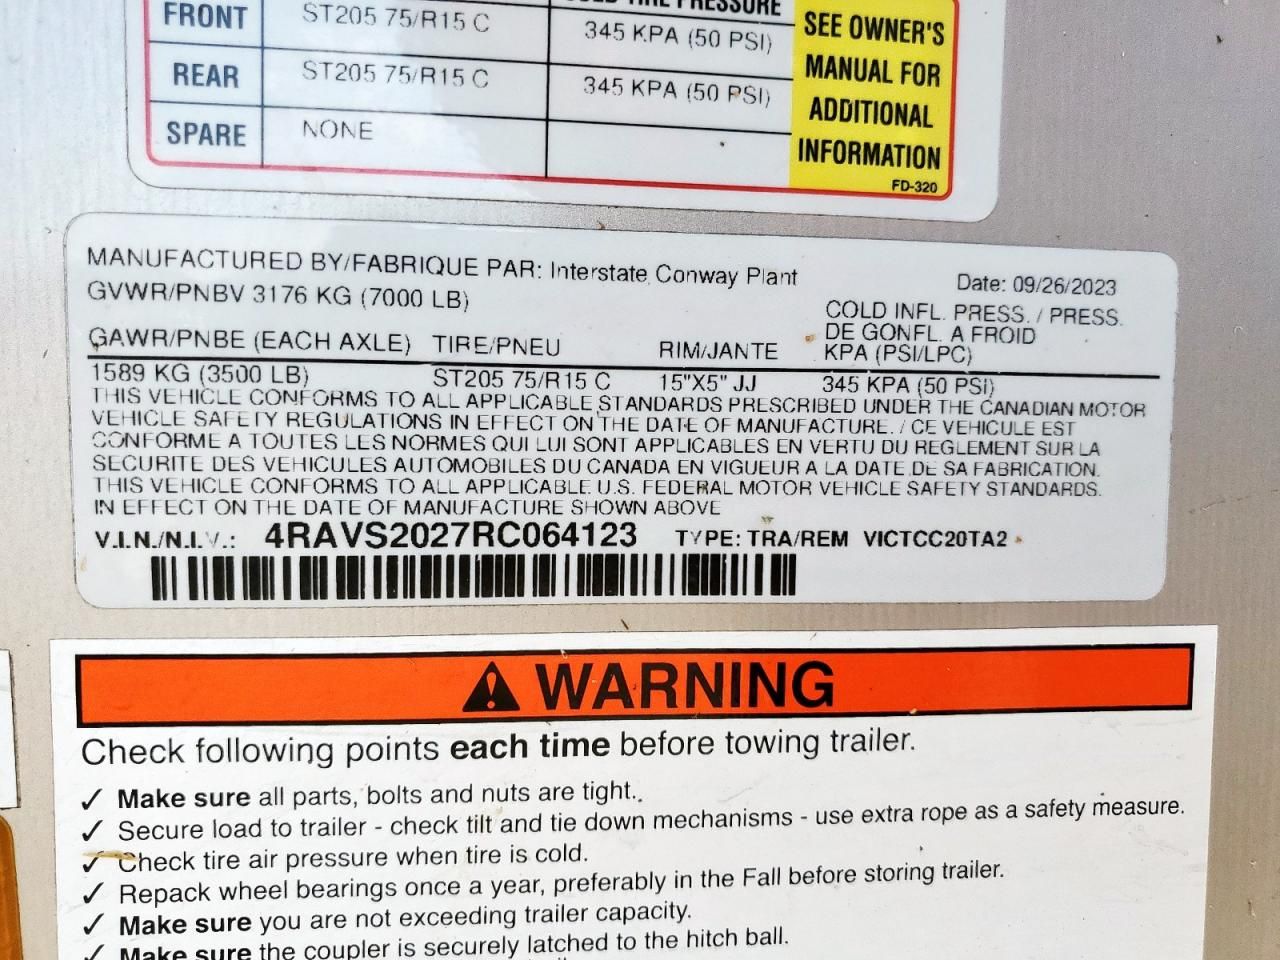 TIRE PRESSURE
FRONT ST205 75/R15 C 345 KPA (50 PSI)
REAR ST205 75/R15 C 345 KPA (50 PSI)
SPARE NONE
SEE OWNER'S
MANUAL FOR
ADDITIONAL
INFORMATION
FD-320
MANUFACTURED BY/FABRIQUE PAR: Interstate Conway Plant Date: 09/26/2023
GVWR/PNBV 3176 KG (7000 LB)
COLD INFL. PRESS. / PRESS.
DE GONFL. A FROID
GAWR/PNBE (EACH AXLE) TIRE/PNEU RIM/JANTE KPA (PSI/LPC)
1589 KG (3500 LB) ST205 75/R15 C 15"X5" JJ 345 KPA (50 PSI)
THIS VEHICLE CONFORMS TO ALL APPLICABLE STANDARDS PRESCRIBED UNDER THE CANADIAN MOTOR
VEHICLE SAFETY REGULATIONS IN EFFECT ON THE DATE OF MANUFACTURE. / CE VEHICULE EST
CONFORME A TOUTES LES NORMES QUI LUI SONT APPLICABLES EN VERTU DU REGLEMENT SUR LA
SECURITE DES VEHICULES AUTOMOBILES DU CANADA EN VIGUEUR A LA DATE DE SA FABRICATION.
THIS VEHICLE CONFORMS TO ALL APPLICABLE U.S. FEDERAL MOTOR VEHICLE SAFETY STANDARDS.
IN EFFECT ON THE DATE OF MANUFACTURE SHOWN ABOVE
V.I.N./N.I.V.: 4RAVS2027RC064123 TYPE: TRA/REM VICTCC20TA2
WARNING
Check following points each time before towing trailer.
✓ Make sure all parts, bolts and nuts are tight.
✓ Secure load to trailer - check tilt and tie down mechanisms - use extra rope as a safety measure.
✓ Check tire air pressure when tire is cold.
✓ Repack wheel bearings once a year, preferably in the Fall before storing trailer.
✓ Make sure you are not exceeding trailer capacity.
✓ Make sure the coupler is securely latched to the hitch ball.